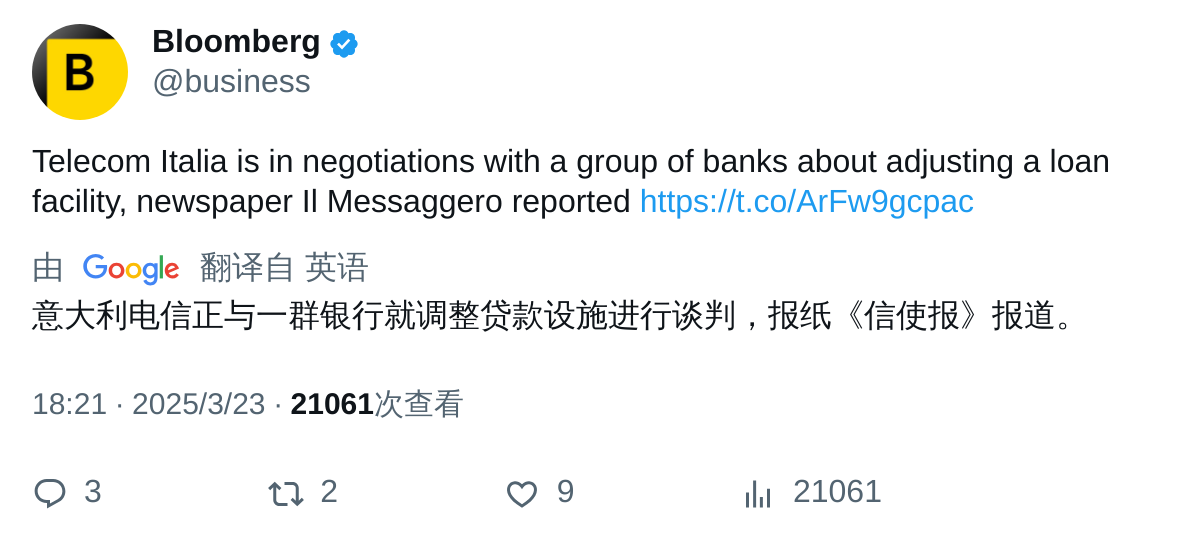 Bloomberg
@business
Telecom Italia is in negotiations with a group of banks about adjusting a loan
facility, newspaper Il Messaggero reported https://t.co/ArFw9gcpac
由 Google 翻译自 英语
意大利电信正与一群银行就调整贷款设施进行谈判，报纸《信使报》报道。
18:21 · 2025/3/23 · 21061次查看
3 2 9 21061